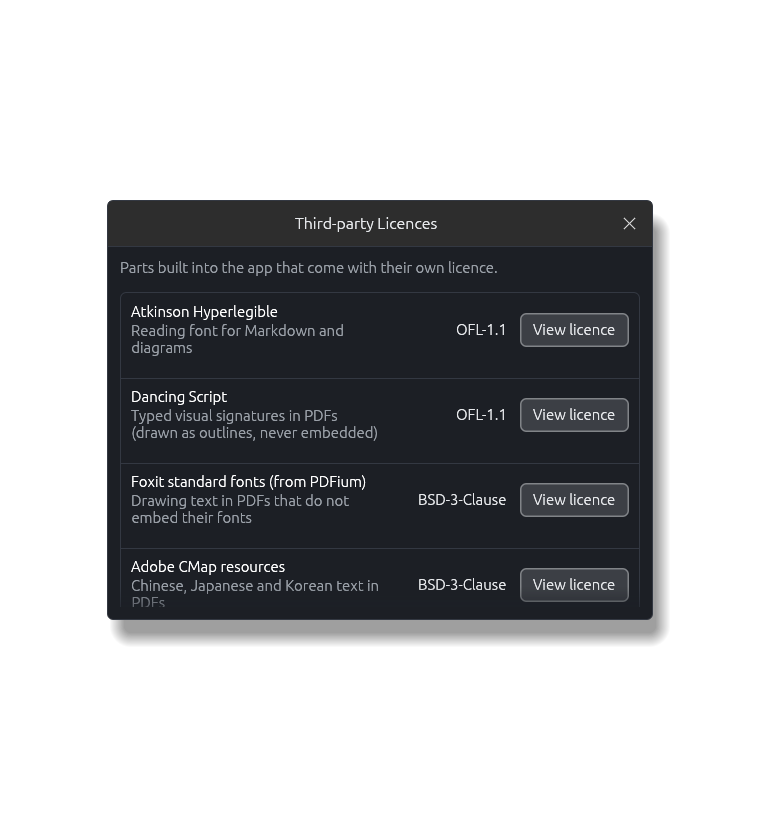 Third-party Licences
Parts built into the app that come with their own licence.
Atkinson Hyperlegible
Reading font for Markdown and
diagrams
OFL-1.1
View licence
Dancing Script
Typed visual signatures in PDFs
(drawn as outlines, never embedded)
OFL-1.1
View licence
Foxit standard fonts (from PDFium)
Drawing text in PDFs that do not
embed their fonts
BSD-3-Clause
View licence
Adobe CMap resources
Chinese, Japanese and Korean text in
PDFs
BSD-3-Clause
View licence